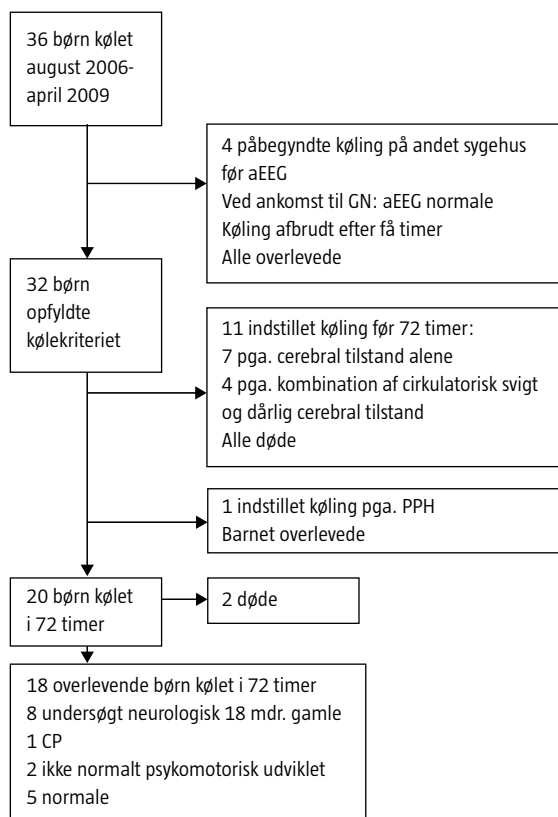 36 børn kølet
august 2006-
april 2009
4 påbegyndte køling på andet sygehus
før aEEG
Ved ankomst til GN: aEEG normale
Køling afbrudt efter få timer
Alle overlevede
32 børn
opfyldte
kølekriteriet
11 indstillet køling før 72 timer:
7 pga. cerebral tilstand alene
4 pga. kombination af cirkulatorisk svigt
og dårlig cerebral tilstand
Alle døde
1 indstillet køling pga. PPH
Barnet overlevede
20 børn kølet
i 72 timer
2 døde
18 overlevende børn kølet i 72 timer
8 undersøgt neurologisk 18 mdr. gamle
1 CP
2 ikke normalt psykomotorisk udviklet
5 normale